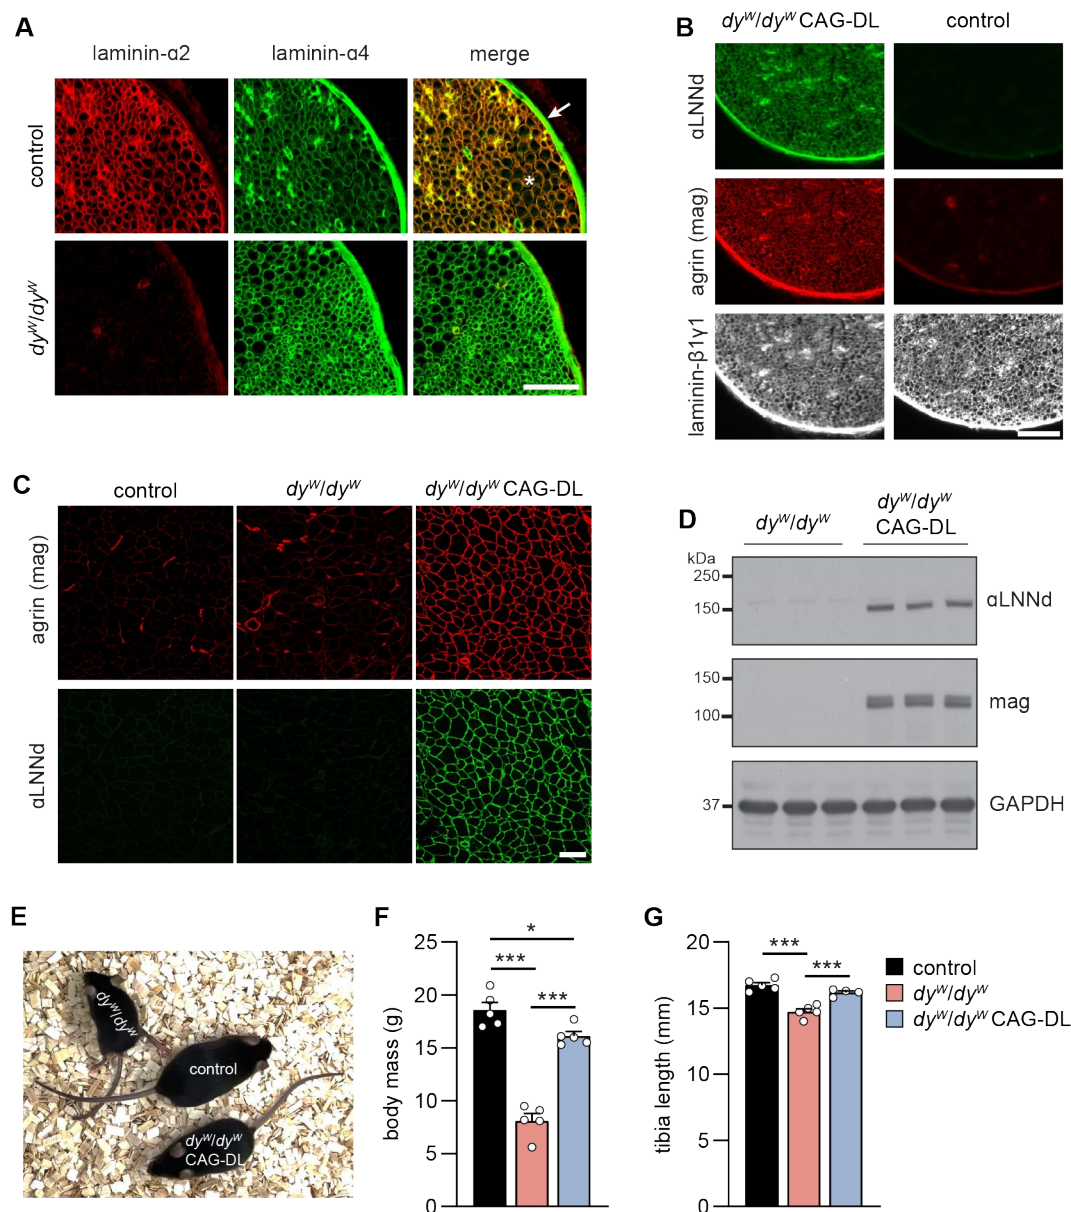 A
laminin-α2 laminin-α4 merge
control
*
dyᵂ/dyᵂ
B
dyᵂ/dyᵂ CAG-DL control
αLNNd
agrin (mag)
laminin-β1γ1
C
control dyᵂ/dyᵂ dyᵂ/dyᵂ CAG-DL
agrin (mag)
αLNNd
D
dyᵂ/dyᵂ
dyᵂ/dyᵂ
CAG-DL
kDa
250
150
αLNNd
150
100
mag
37
GAPDH
E
dyᵂ/dyᵂ
control
dyᵂ/dyᵂ
CAG-DL
F
body mass (g)
25
20
15
10
5
0
*
***
***
G
tibia length (mm)
20
15
10
5
0
***
***
control
dyᵂ/dyᵂ
dyᵂ/dyᵂ CAG-DL